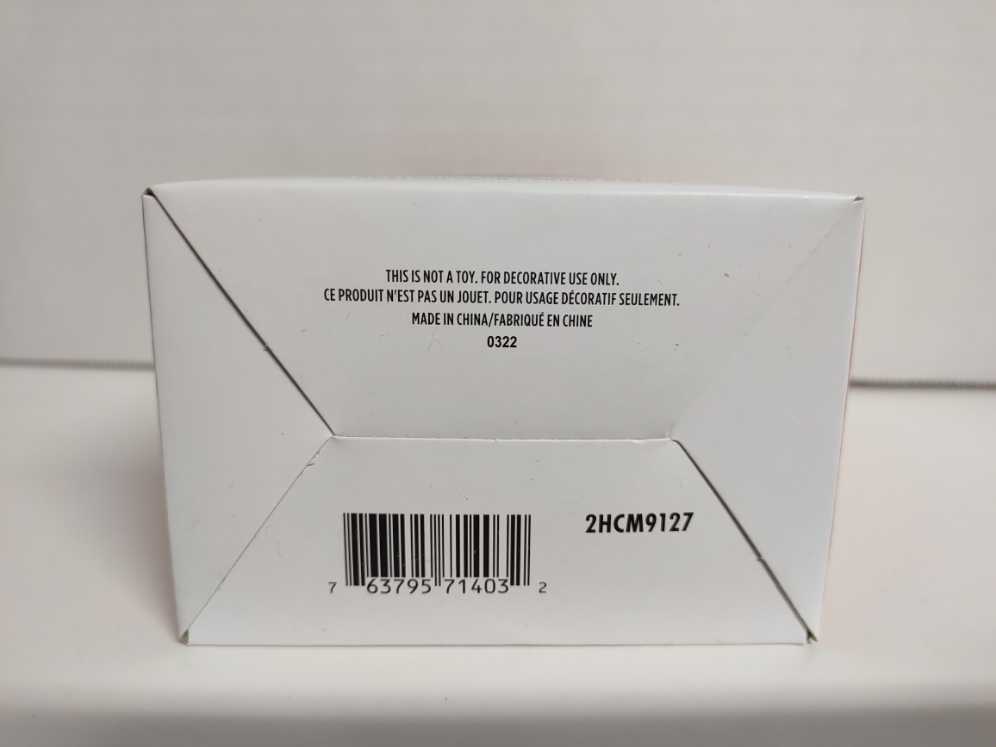 THIS IS NOT A TOY. FOR DECORATIVE USE ONLY.
CE PRODUIT N'EST PAS UN JOUET. POUR USAGE DÉCORATIF SEULEMENT.
MADE IN CHINA/FABRIQUÉ EN CHINE
0322
2HCM9127
7 63795 71403 2